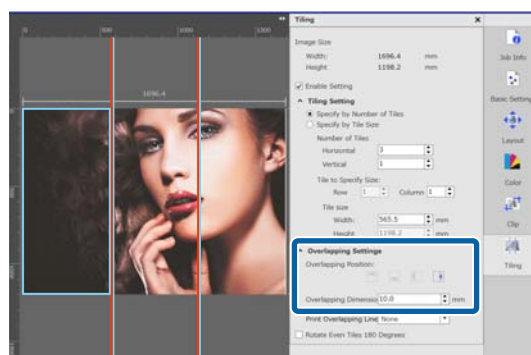 Tiling
0 500 1000 1500
Image Size
Width: 1696.4 mm
Height 1198.2 mm
Job Info
Enable Setting
1696.4
Tiling Setting
Basic Setting
Specify by Number of Tiles
Specify by Tile Size
Number of Tiles
Horizontal 3
Layout
Vertical 1
Tile to Specify Size:
Row 1 Column 1
Color
Tile size
Width: 565.5 mm
Height 1198.2 mm
Clip
Overlapping Settings
Overlapping Position:
Tiling
Overlapping Dimensio 10.0 mm
Print Overlapping Line None
Rotate Even Tiles 180 Degrees